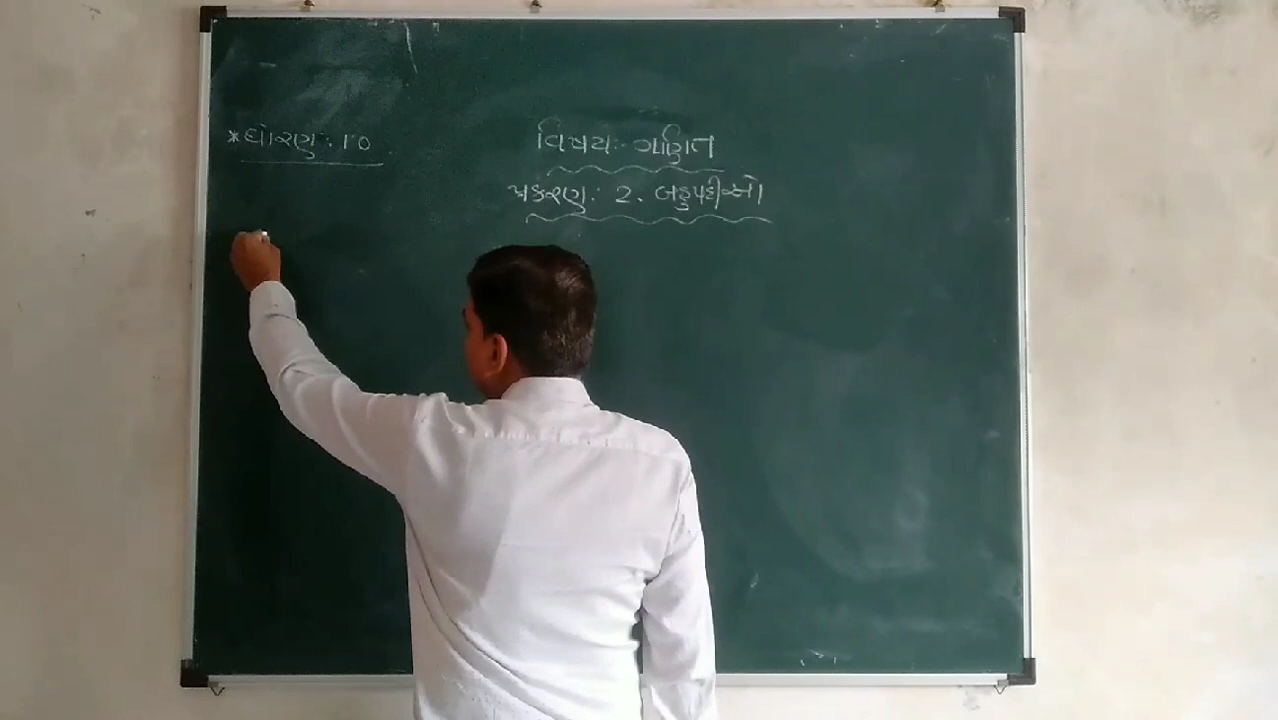 *ધોરણ : 10
વિષય :- ગણિત
પ્રકરણ : 2. બહુપદીઓ